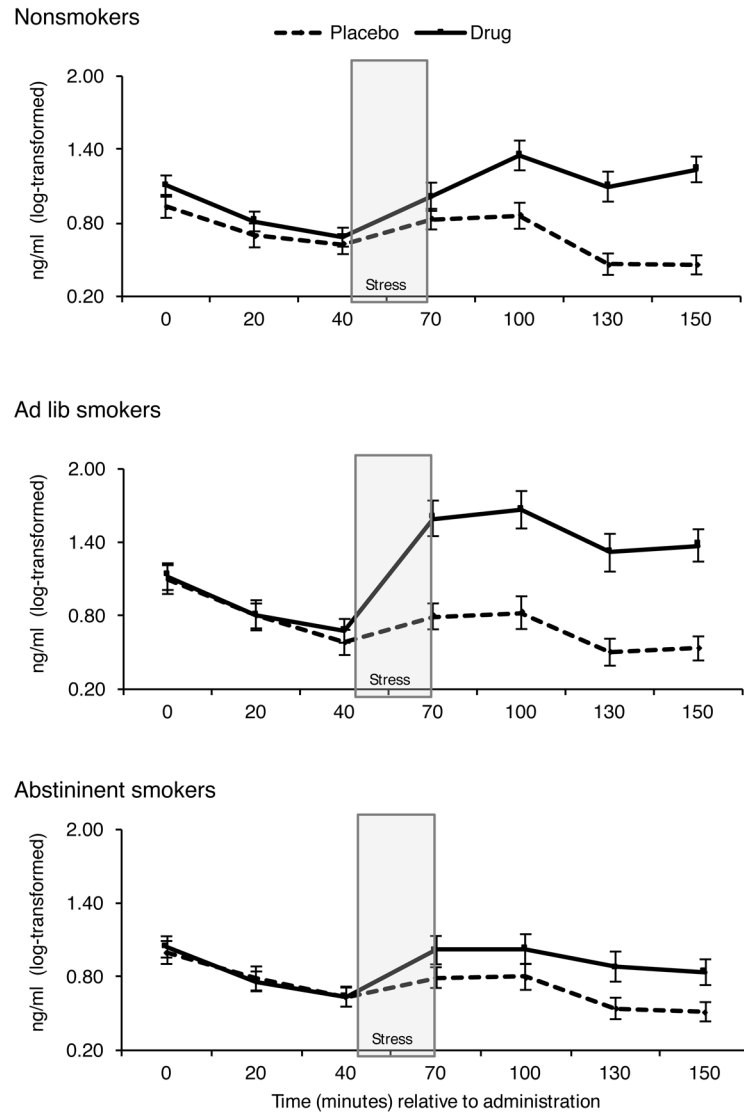 Nonsmokers
Placebo Drug
ng/ml (log-transformed)
2.00
1.40
0.80
0.20
Stress
0 20 40 70 100 130 150
Ad lib smokers
ng/ml (log-transformed)
2.00
1.40
0.80
0.20
Stress
0 20 40 70 100 130 150
Abstininent smokers
ng/ml (log-transformed)
2.00
1.40
0.80
0.20
Stress
0 20 40 70 100 130 150
Time (minutes) relative to administration